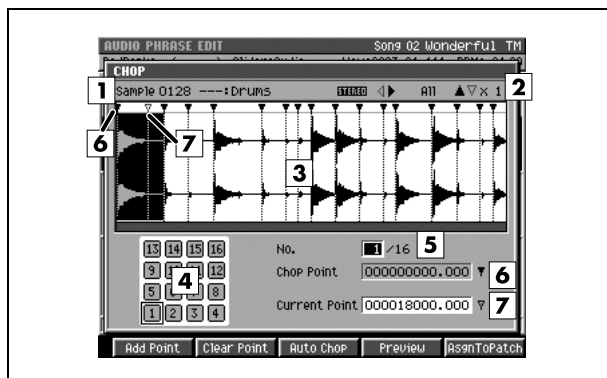 AUDIO PHRASE EDIT Song 02 Wonderful TM
CHOP
1 Sample 0128 ---:Drums STEREO All x 1 2
6 7
3
13 14 15 16 No. 1 /16 5
9 12 Chop Point 000000000.000 6
4
5 8
1 2 3 4 Current Point 000018000.000 7
Add Point Clear Point Auto Chop Preview AsgnToPatch